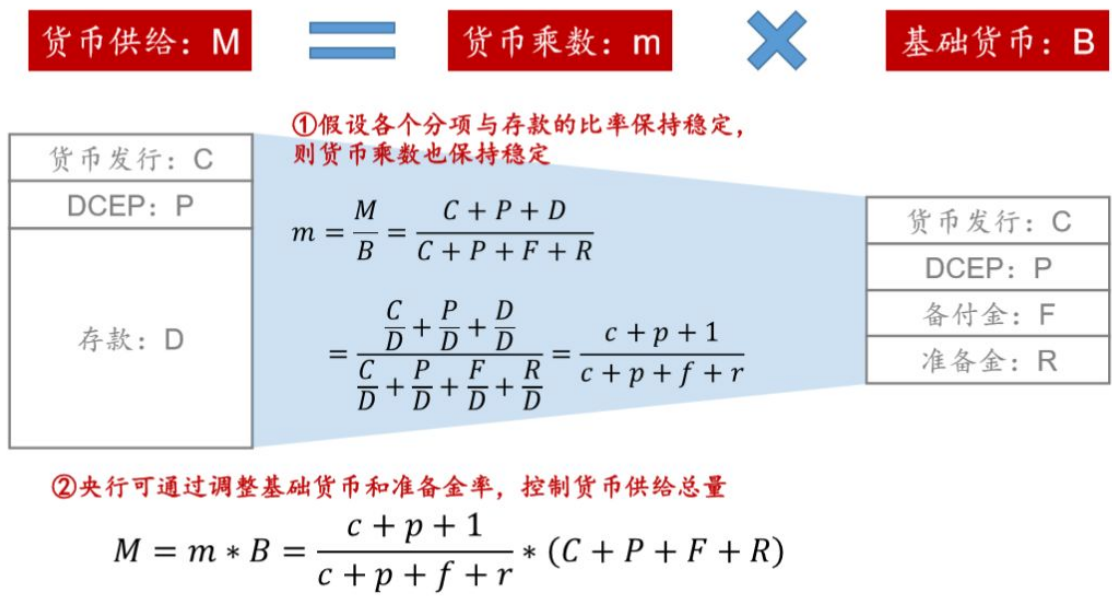 货币供给：M = 货币乘数：m × 基础货币：B
①假设各个分项与存款的比率保持稳定，
则货币乘数也保持稳定
货币发行：C
DCEP：P
存款：D
m = M/B = (C + P + D)/(C + P + F + R)
= (C/D + P/D + D/D)/(C/D + P/D + F/D + R/D) = (c + p + 1)/(c + p + f + r)
货币发行：C
DCEP：P
备付金：F
准备金：R
②央行可通过调整基础货币和准备金率，控制货币供给总量
M = m * B = (c + p + 1)/(c + p + f + r) * (C + P + F + R)